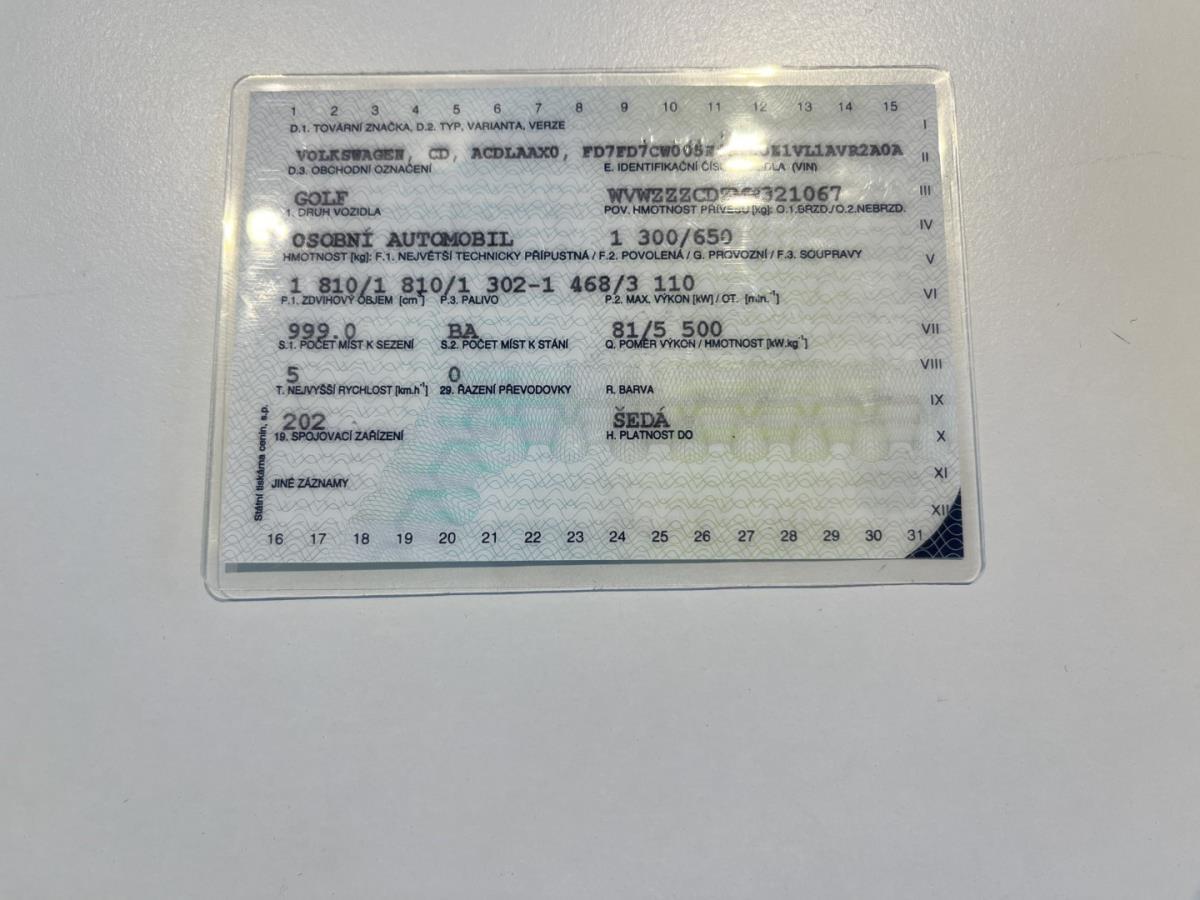 1 2 3 4 5 6 7 8 9 10 11 12 13 14 15
D.1. TOVÁRNÍ ZNAČKA, D.2. TYP, VARIANTA, VERZE
I
VOLKSWAGEN, CD, ACDLAAX0,
II
D.3. OBCHODNÍ OZNAČENÍ E. IDENTIFIKAČNÍ (VIN)
GOLF
III
1. DRUH VOZIDLA POV. HMOTNOST PŘÍVĚSU [kg]: O.1.BRZD./O.2.NEBRZD.
IV
OSOBNÍ AUTOMOBIL 1 300/650
HMOTNOST [kg]: F.1. NEJVĚTŠÍ TECHNICKY PŘÍPUSTNÁ / F.2. POVOLENÁ / G. PROVOZNÍ / F.3. SOUPRAVY
V
1 810/1 810/1 302-1 468/3 110
VI
P.1. ZDVIHOVÝ OBJEM [cm³] P.3. PALIVO P.2. MAX. VÝKON [kW] / OT. [min.⁻¹]
999.0 BA 81/5 500
VII
S.1. POČET MÍST K SEZENÍ S.2. POČET MÍST K STÁNÍ Q. POMĚR VÝKON / HMOTNOST [kW.kg⁻¹]
5 0
VIII
T. NEJVYŠŠÍ RYCHLOST [km.h⁻¹] 29. ŘAZENÍ PŘEVODOVKY R. BARVA
IX
202 ŠEDÁ
19. SPOJOVACÍ ZAŘÍZENÍ H. PLATNOST DO
X
XI
JINÉ ZÁZNAMY
XII
16 17 18 19 20 21 22 23 24 25 26 27 28 29 30 31
Státní tiskárna cenin, s.p.